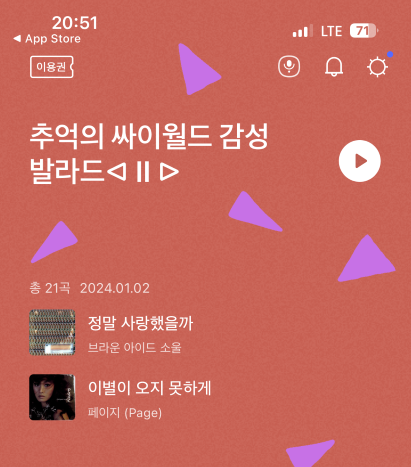 20:51
LTE 71
◀ App Store
이용권
추억의 싸이월드 감성
발라드◁ II ▷
총 21곡 2024.01.02
정말 사랑했을까
브라운 아이드 소울
이별이 오지 못하게
페이지 (Page)